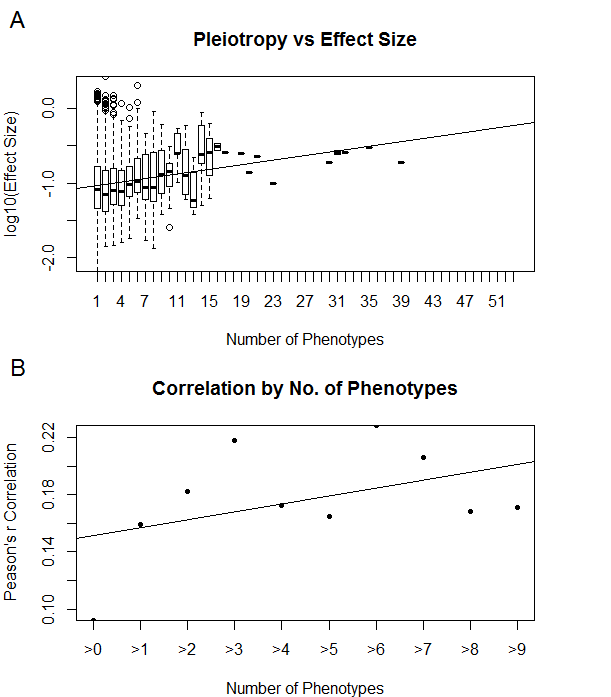 A
Pleiotropy vs Effect Size
log10(Effect Size)
0.0
-1.0
-2.0
1 4 7 11 15 19 23 27 31 35 39 43 47 51
Number of Phenotypes
B
Correlation by No. of Phenotypes
Peason's r Correlation
0.22
0.18
0.14
0.10
>0 >1 >2 >3 >4 >5 >6 >7 >8 >9
Number of Phenotypes